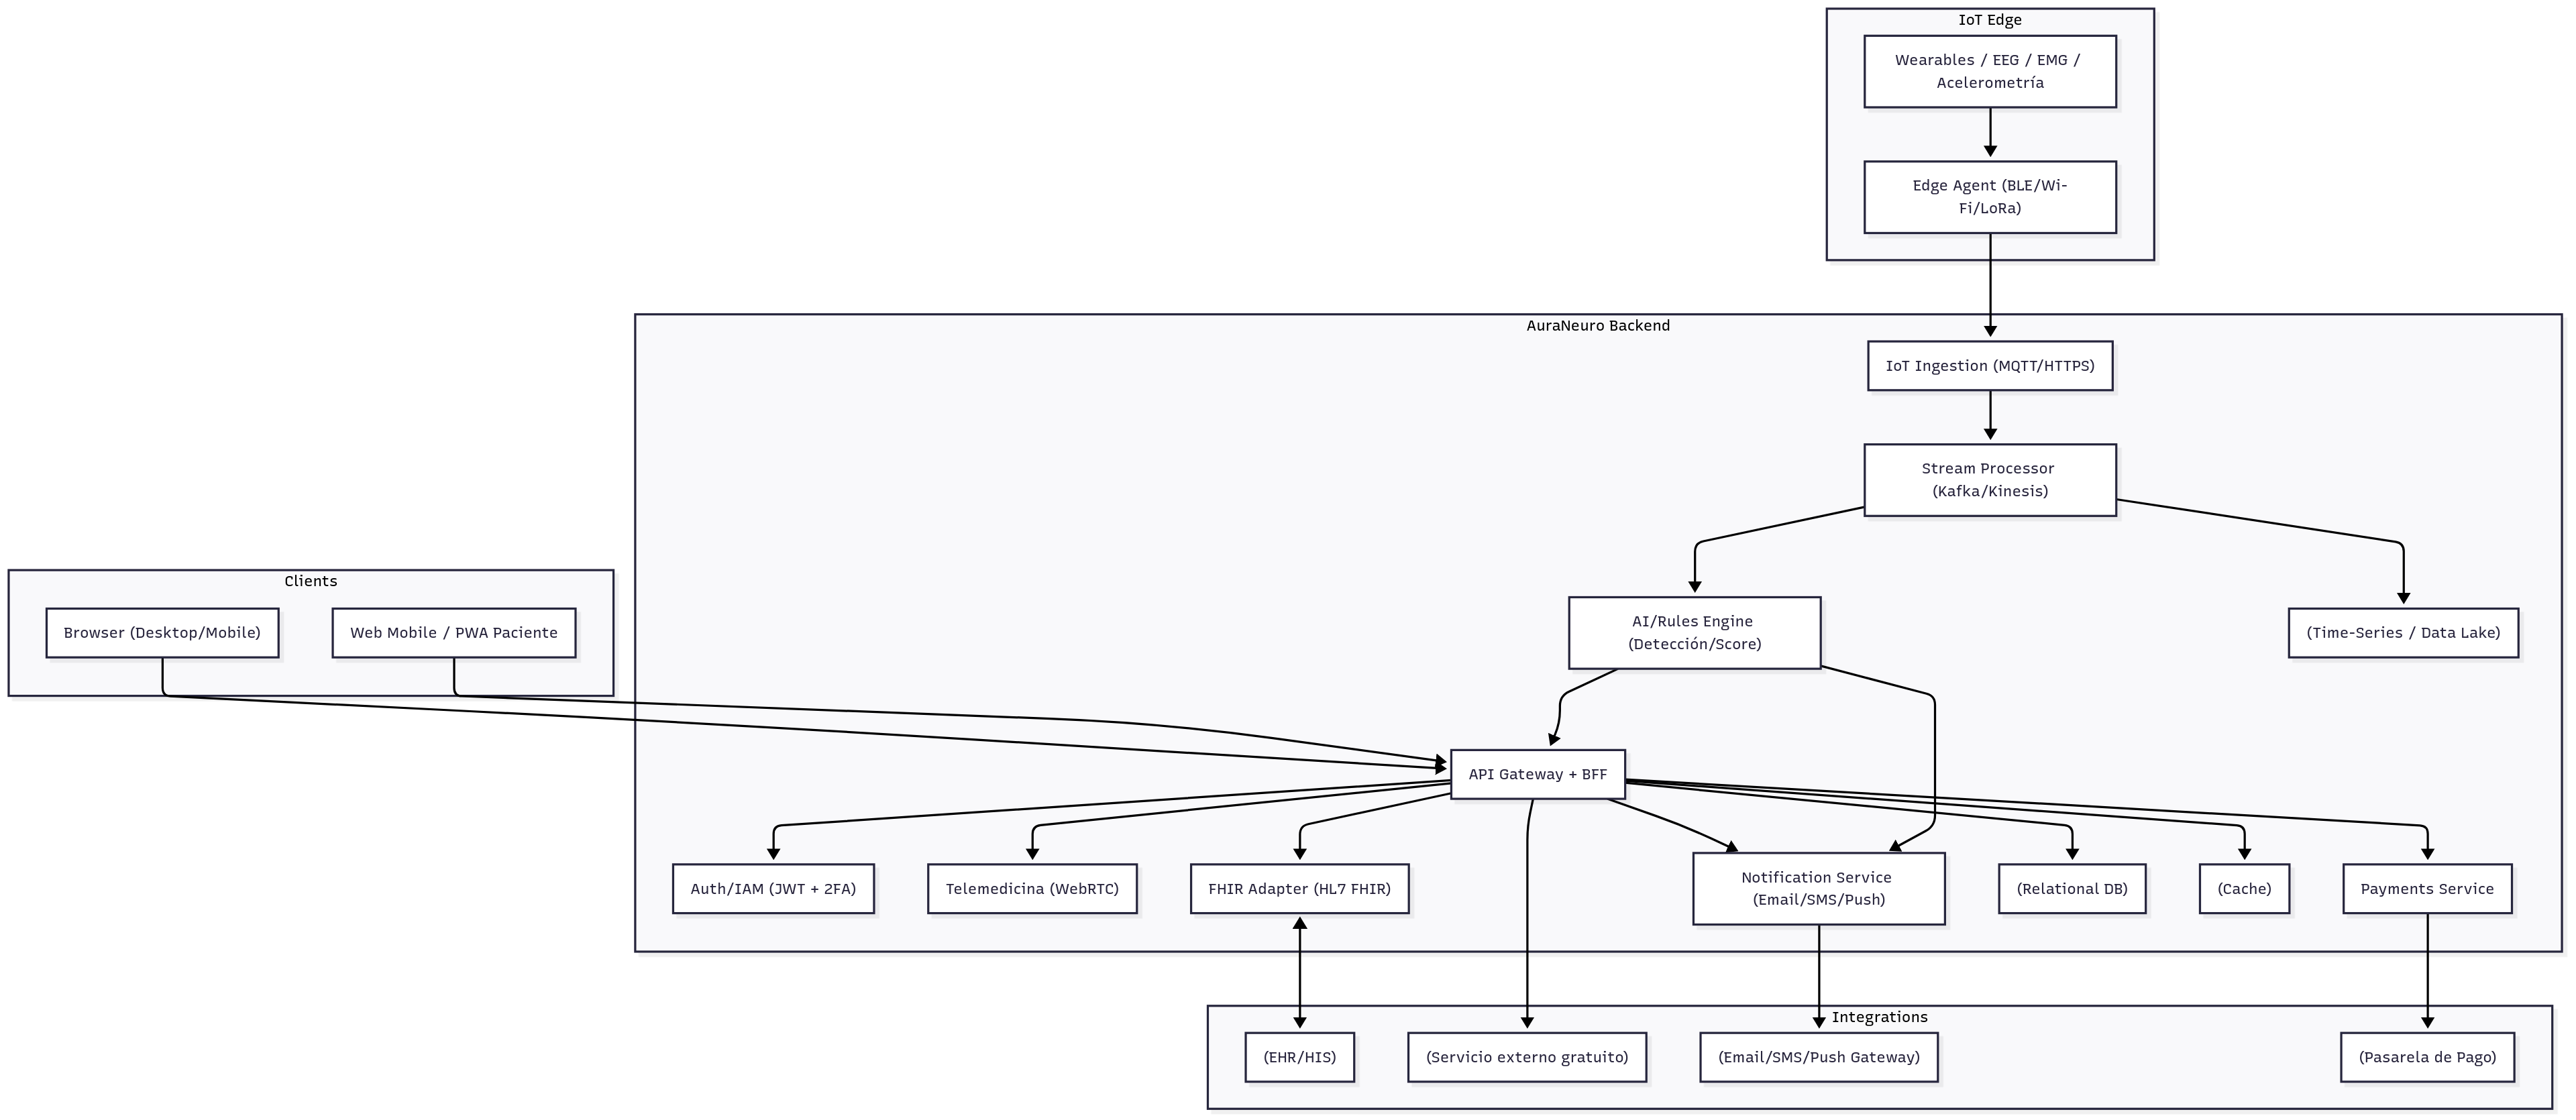 IoT Edge
Wearables / EEG / EMG /
Acelerometría
Edge Agent (BLE/Wi-
Fi/LoRa)
AuraNeuro Backend
IoT Ingestion (MQTT/HTTPS)
Stream Processor
(Kafka/Kinesis)
Clients
Browser (Desktop/Mobile)
Web Mobile / PWA Paciente
AI/Rules Engine
(Detección/Score)
(Time-Series / Data Lake)
API Gateway + BFF
Auth/IAM (JWT + 2FA)
Telemedicina (WebRTC)
FHIR Adapter (HL7 FHIR)
Notification Service
(Email/SMS/Push)
(Relational DB)
(Cache)
Payments Service
Integrations
(EHR/HIS)
(Servicio externo gratuito)
(Email/SMS/Push Gateway)
(Pasarela de Pago)